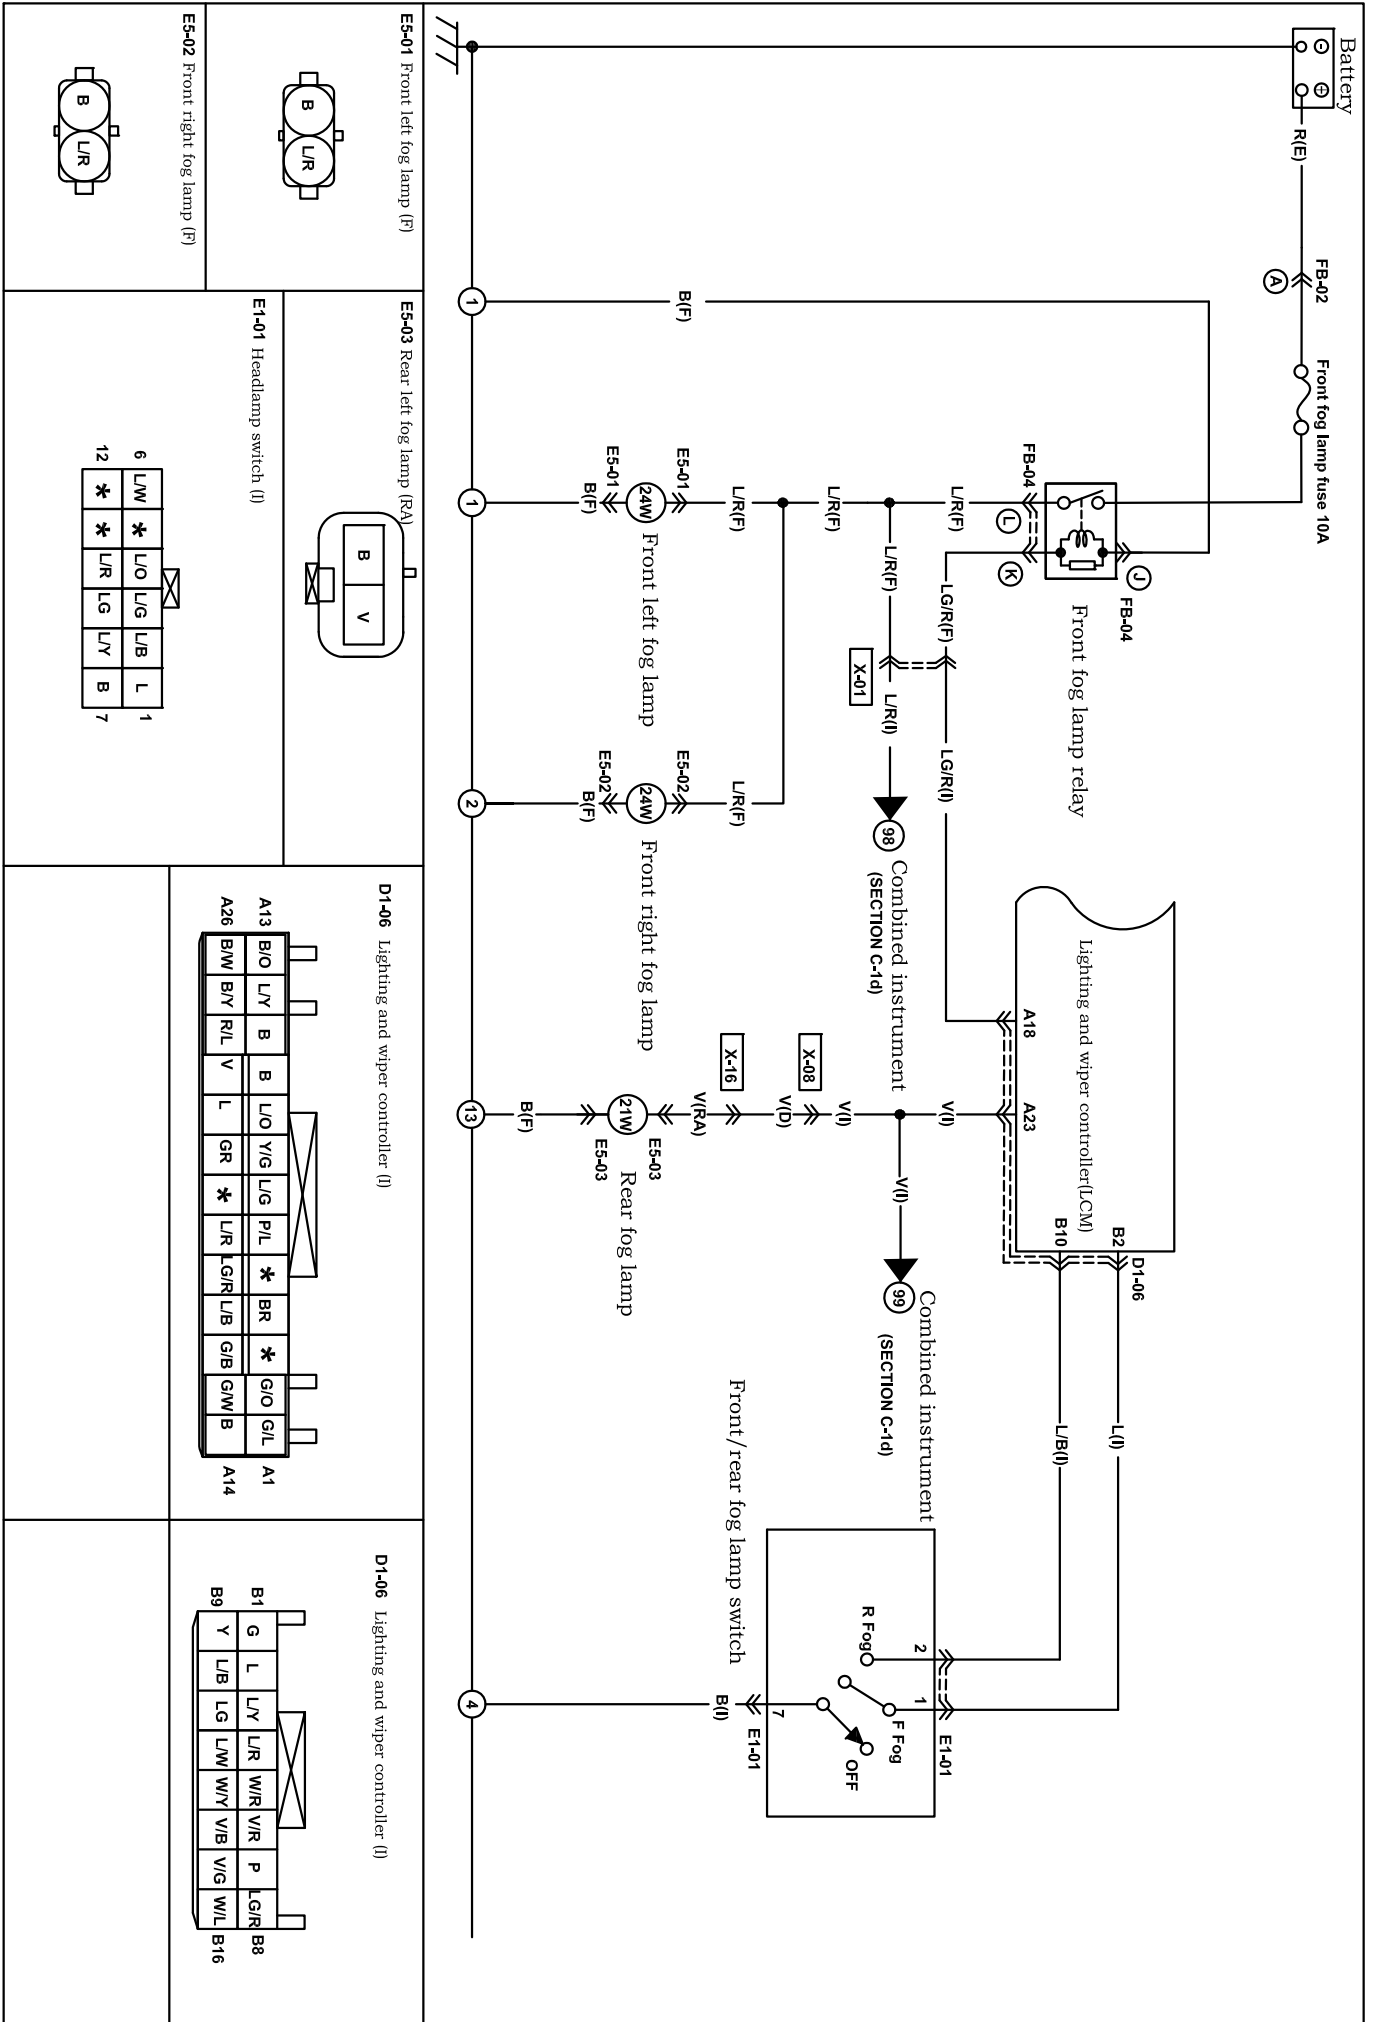 Battery
R(E)
FB-02
A
Front fog lamp fuse 10A
FB-04
L
K
J
FB-04
Front fog lamp relay
B(F)
1
L/R(F)
L/R(F)
L/R(F)
E5-01
24W
E5-01
B(F)
1
Front left fog lamp
L/R(F)
X-01
L/R(I)
98
Combined instrument
(SECTION C-1d)
LG/R(F)
LG/R(I)
L/R(F)
E5-02
24W
E5-02
B(F)
2
Front right fog lamp
Lighting and wiper controller(LCM)
A18
A23
B10
B2
D1-06
V(I)
V(I)
X-08
V(D)
X-16
V(RA)
E5-03
21W
E5-03
B(F)
13
Rear fog lamp
V(I)
99
Combined instrument
(SECTION C-1d)
L(I)
L/B(I)
Front/rear fog lamp switch
E1-01
2
1
R Fog
F Fog
OFF
7
E1-01
B(I)
4
E5-01 Front left fog lamp (F)
B L/R
E5-02 Front right fog lamp (F)
B L/R
E5-03 Rear left fog lamp (RA)
B V
E1-01 Headlamp switch (I)
6 L/W * L/O L/G L/B L 1
12 * * L/R LG L/Y B 7
D1-06 Lighting and wiper controller (I)
A13 B/O L/Y B B L/O Y/G L/G P/L * BR * G/O G/L A1
A26 B/W B/Y R/L V L GR * L/R LG/R L/B G/B G/W B A14
D1-06 Lighting and wiper controller (I)
B1 G L L/Y L/R W/R V/R P LG/R B8
B9 Y L/B LG L/W W/Y V/B V/G W/L B16